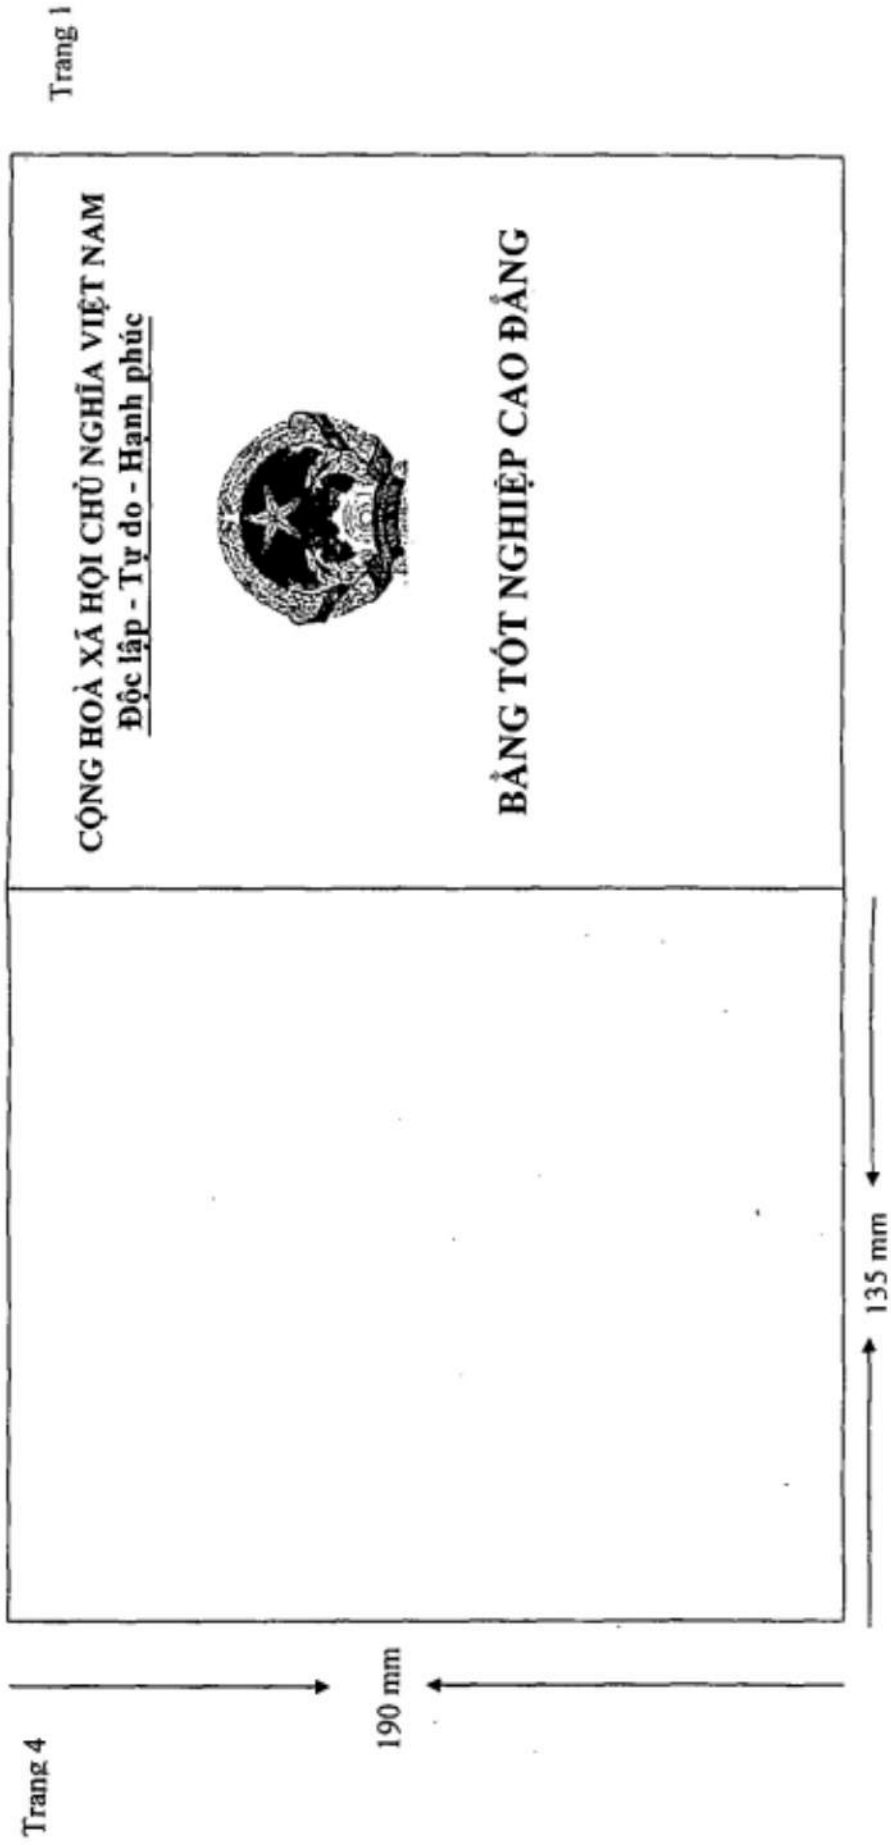 Trang 4
Trang 1
CỘNG HOÀ XÃ HỘI CHỦ NGHĨA VIỆT NAM
Độc lập - Tự do - Hạnh phúc
BẰNG TỐT NGHIỆP CAO ĐẲNG
190 mm
135 mm